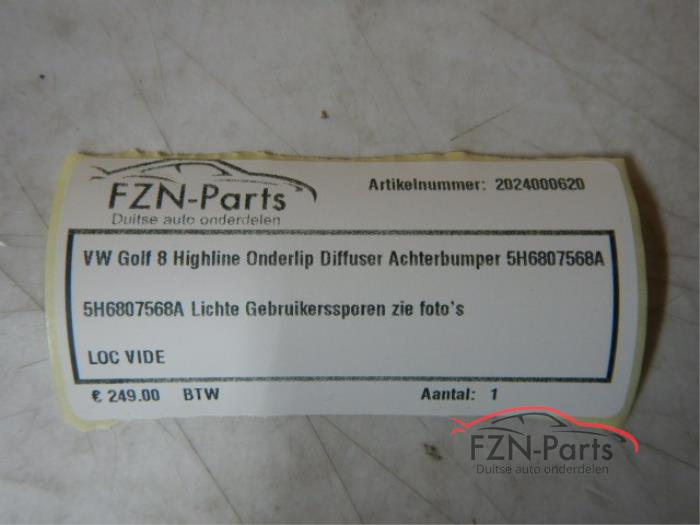 FZN-Parts
Duitse auto onderdelen
Artikelnummer: 2024000620
VW Golf 8 Highline Onderlip Diffuser Achterbumper 5H6807568A
5H6807568A Lichte Gebruikerssporen zie foto's
LOC VIDE
€ 249.00 BTW Aantal: 1
FZN-Parts
Duitse auto onderdelen